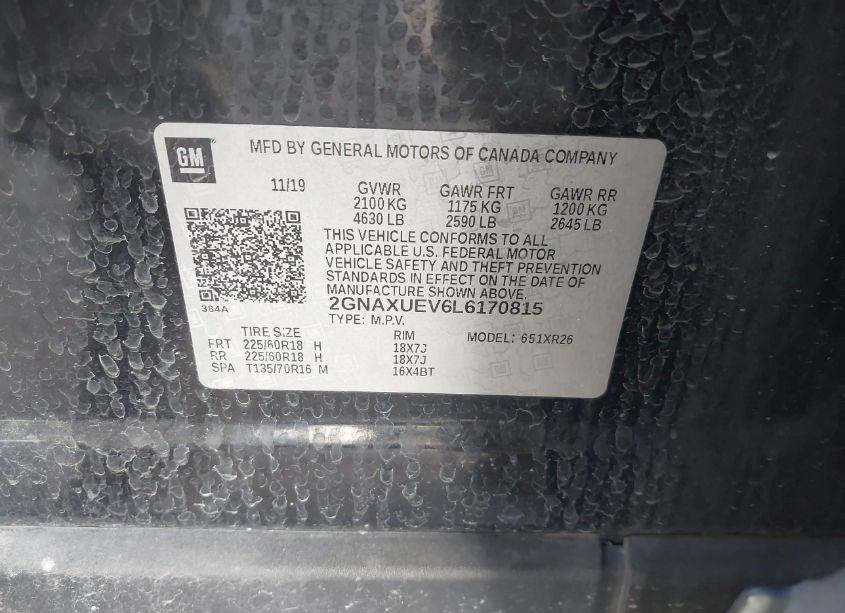 GM MFD BY GENERAL MOTORS OF CANADA COMPANY
11/19 GVWR GAWR FRT GAWR RR
2100 KG 1175 KG 1200 KG
4630 LB 2590 LB 2645 LB
THIS VEHICLE CONFORMS TO ALL
APPLICABLE U.S. FEDERAL MOTOR
VEHICLE SAFETY AND THEFT PREVENTION
STANDARDS IN EFFECT ON THE DATE OF
MANUFACTURE SHOWN ABOVE.
384A 2GNAXUEV6L6170815
TYPE: M.P.V.
TIRE SIZE RIM MODEL: 651XR26
FRT 225/60R18 H 18X7J
RR 225/60R18 H 18X7J
SPA T135/70R16 M 16X4BT